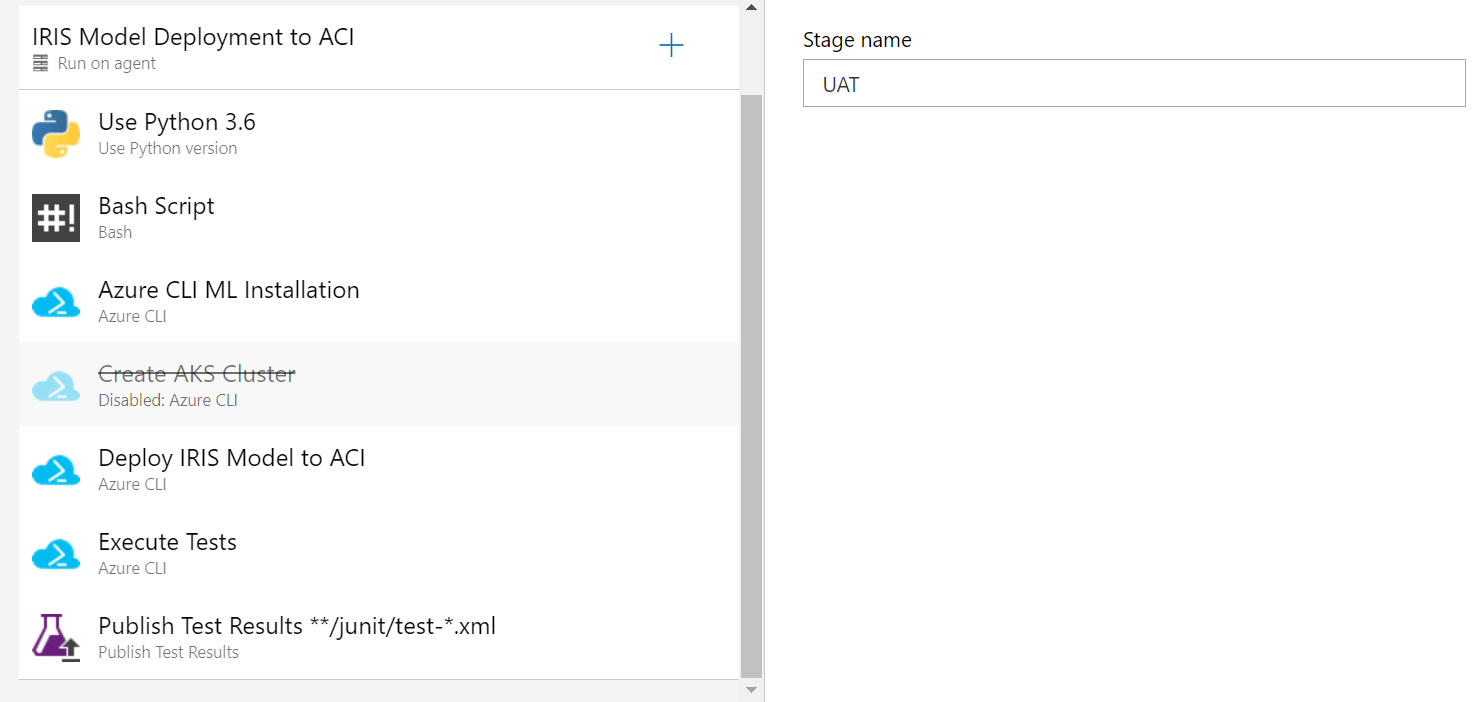 IRIS Model Deployment to ACI
Run on agent
Use Python 3.6
Use Python version
#!
Bash Script
Bash
Azure CLI ML Installation
Azure CLI
Create AKS Cluster
Disabled: Azure CLI
Deploy IRIS Model to ACI
Azure CLI
Execute Tests
Azure CLI
Publish Test Results **/junit/test-*.xml
Publish Test Results
Stage name
UAT